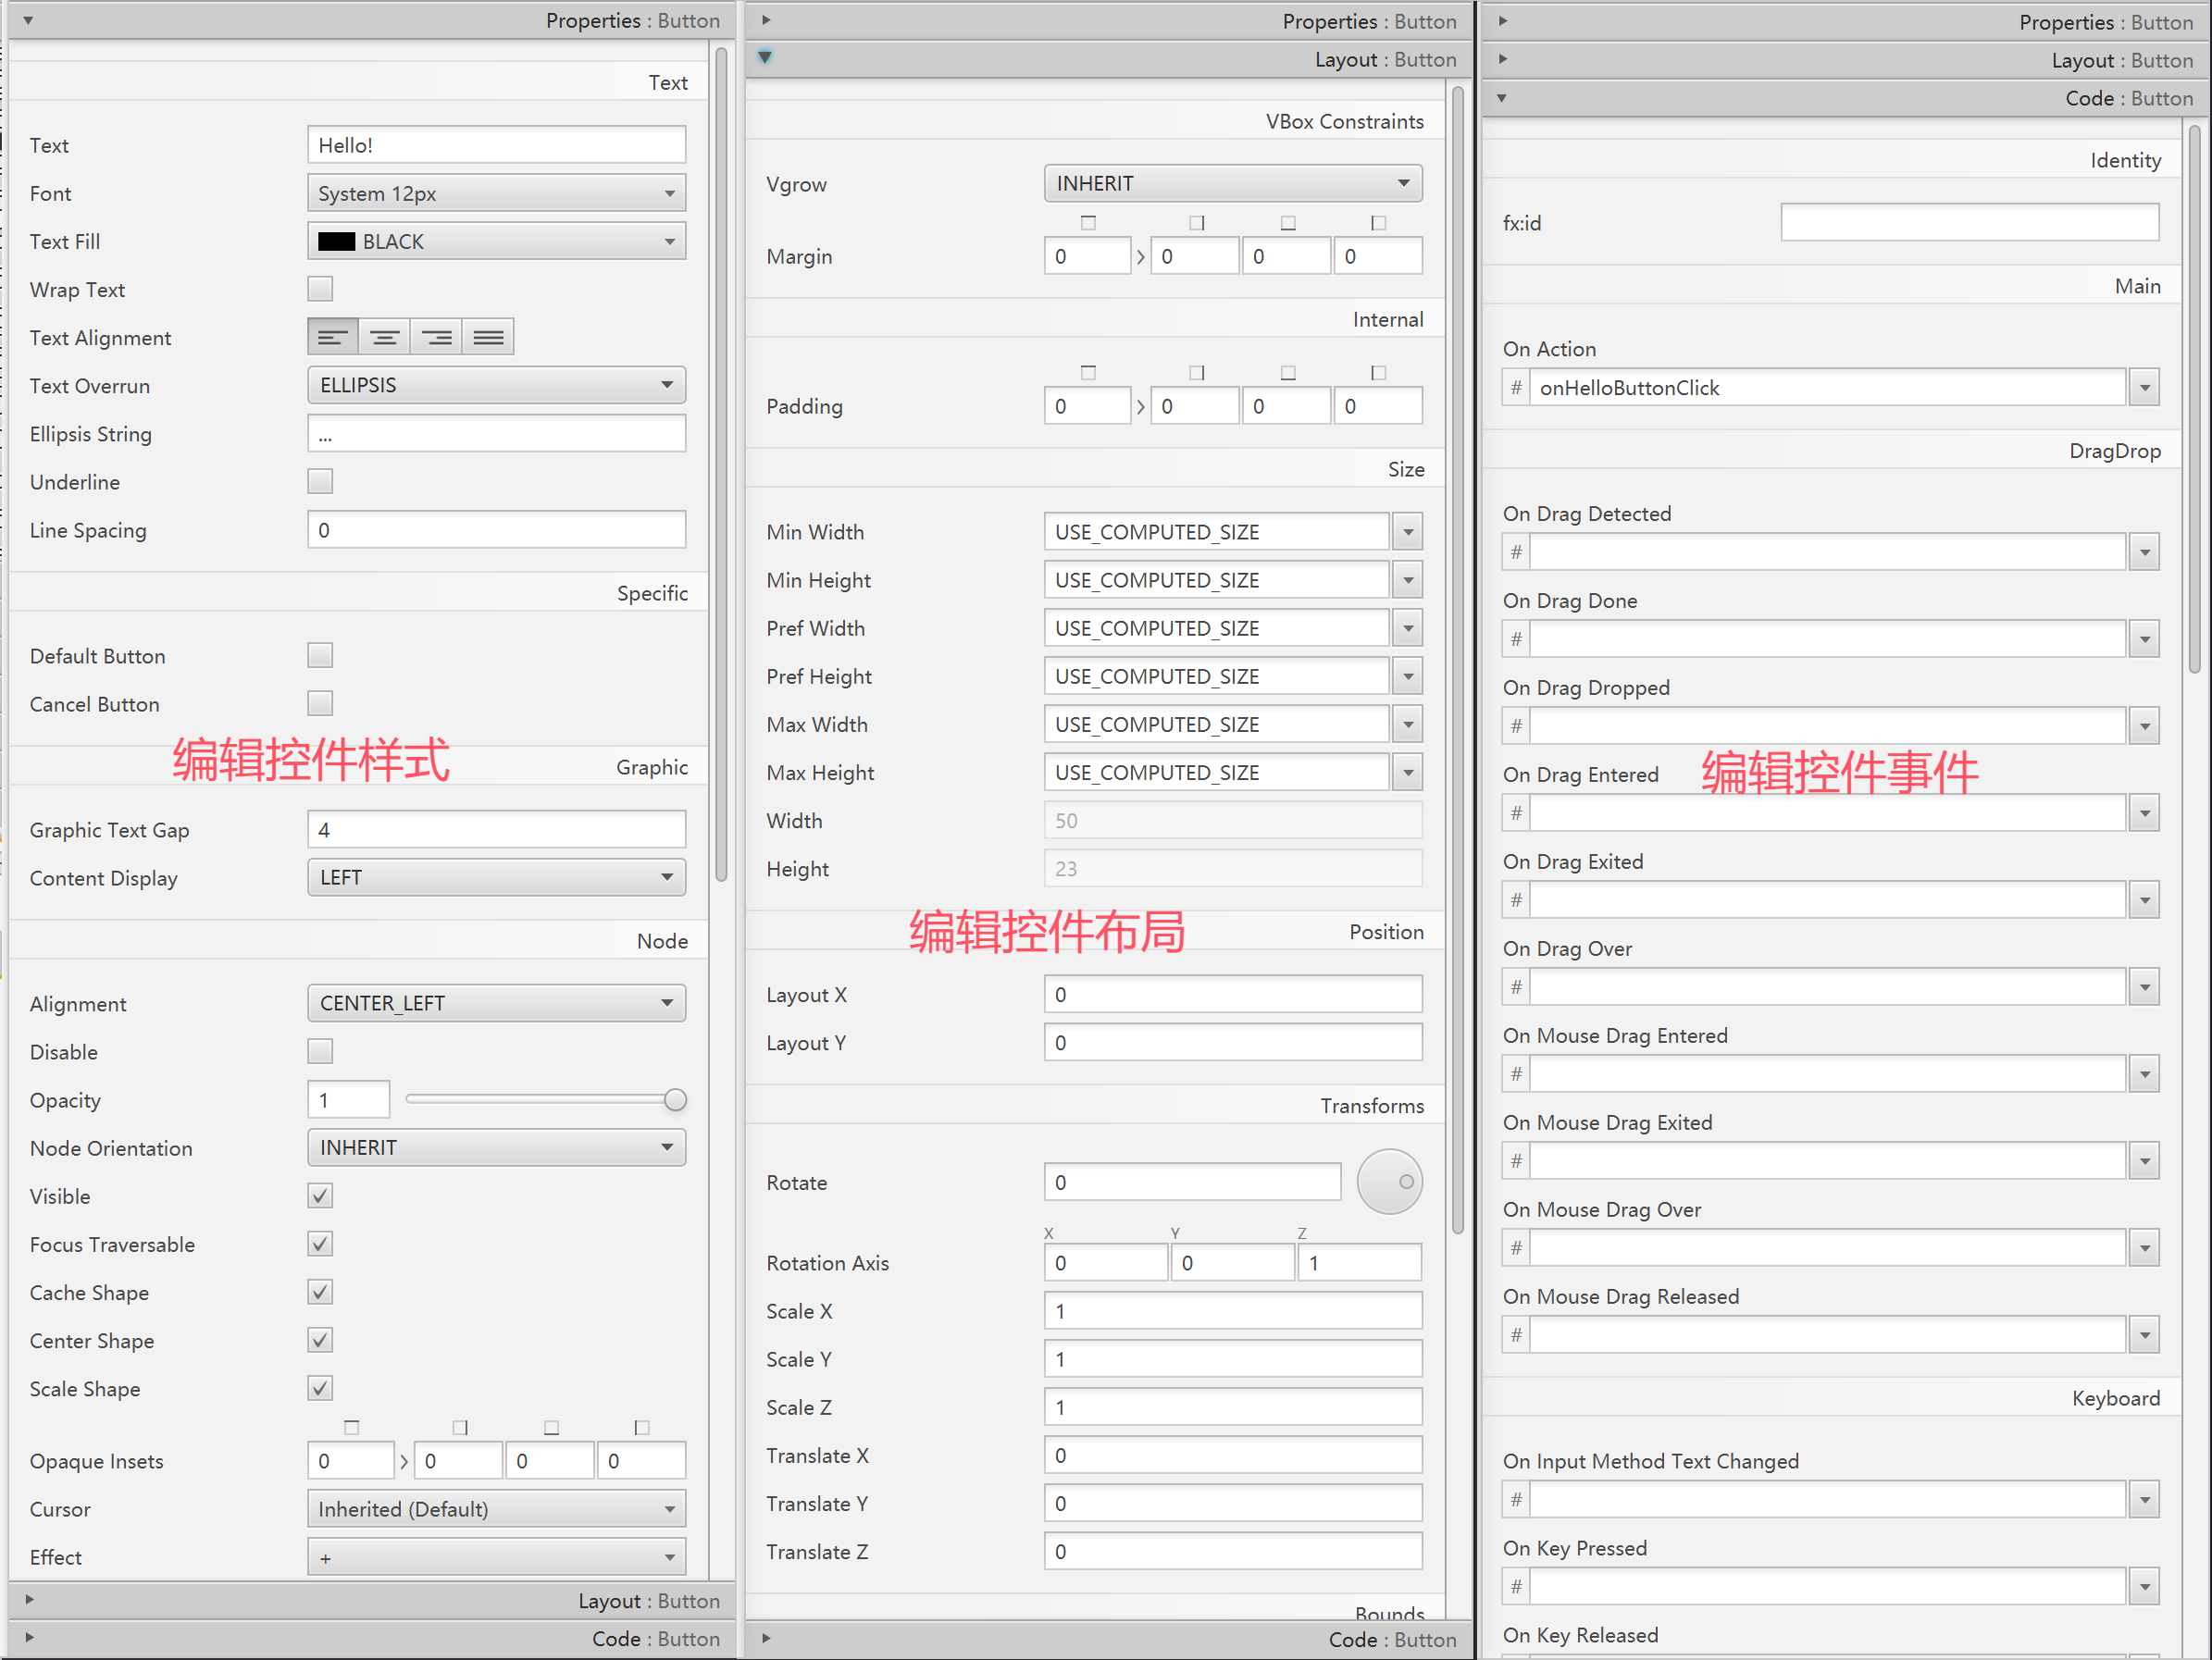 Properties : Button
Text
Text Hello!
Font System 12px
Text Fill BLACK
Wrap Text
Text Alignment
Text Overrun ELLIPSIS
Ellipsis String ...
Underline
Line Spacing 0
Specific
Default Button
Cancel Button
编辑控件样式
Graphic
Graphic Text Gap 4
Content Display LEFT
Node
Alignment CENTER_LEFT
Disable
Opacity 1
Node Orientation INHERIT
Visible
Focus Traversable
Cache Shape
Center Shape
Scale Shape
Opaque Insets 0 > 0 0 0
Cursor Inherited (Default)
Effect +
Layout : Button
Code : Button
Properties : Button
Layout : Button
VBox Constraints
Vgrow INHERIT
Margin 0 > 0 0 0
Internal
Padding 0 > 0 0 0
Size
Min Width USE_COMPUTED_SIZE
Min Height USE_COMPUTED_SIZE
Pref Width USE_COMPUTED_SIZE
Pref Height USE_COMPUTED_SIZE
Max Width USE_COMPUTED_SIZE
Max Height USE_COMPUTED_SIZE
Width 50
Height 23
编辑控件布局
Position
Layout X 0
Layout Y 0
Transforms
Rotate 0
X Y Z
Rotation Axis 0 0 1
Scale X 1
Scale Y 1
Scale Z 1
Translate X 0
Translate Y 0
Translate Z 0
Bounds
Code : Button
Properties : Button
Layout : Button
Code : Button
Identity
fx:id
Main
On Action
# onHelloButtonClick
DragDrop
On Drag Detected
#
On Drag Done
#
On Drag Dropped
#
On Drag Entered
编辑控件事件
#
On Drag Exited
#
On Drag Over
#
On Mouse Drag Entered
#
On Mouse Drag Exited
#
On Mouse Drag Over
#
On Mouse Drag Released
#
Keyboard
On Input Method Text Changed
#
On Key Pressed
#
On Key Released